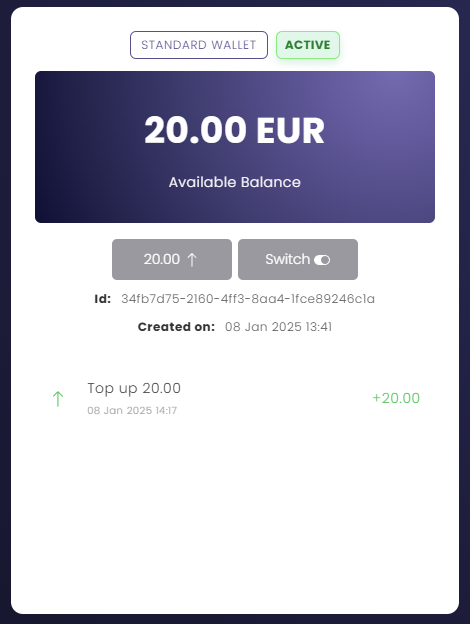 STANDARD WALLET ACTIVE
20.00 EUR
Available Balance
20.00 ↑ Switch
Id: 34fb7d75-2160-4ff3-8aa4-1fce89246c1a
Created on: 08 Jan 2025 13:41
↑ Top up 20.00 +20.00
08 Jan 2025 14:17